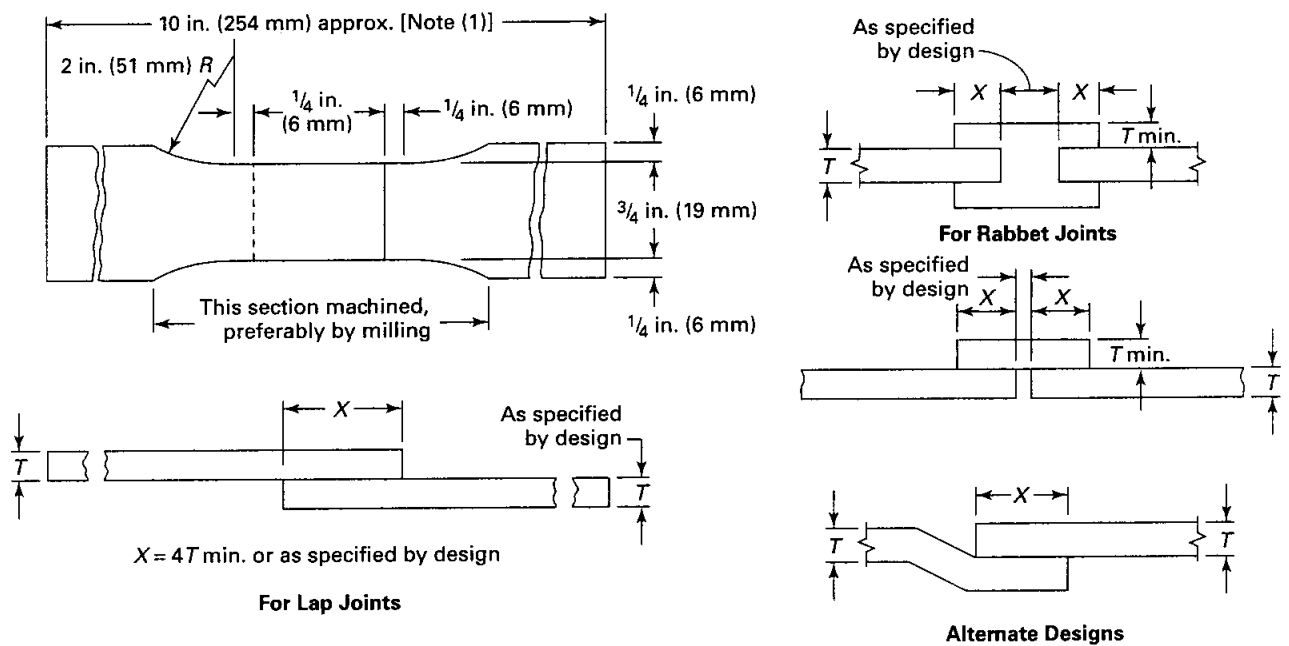 10 in. (254 mm) approx. [Note (1)]
2 in. (51 mm) R
1/4 in.
(6 mm)
1/4 in. (6 mm)
1/4 in. (6 mm)
3/4 in. (19 mm)
1/4 in. (6 mm)
This section machined,
preferably by milling
X
As specified
by design
T
T
X = 4T min. or as specified by design
For Lap Joints
As specified
by design
X
X
T min.
T
For Rabbet Joints
As specified
by design
X
X
T min.
T
X
T
T
Alternate Designs